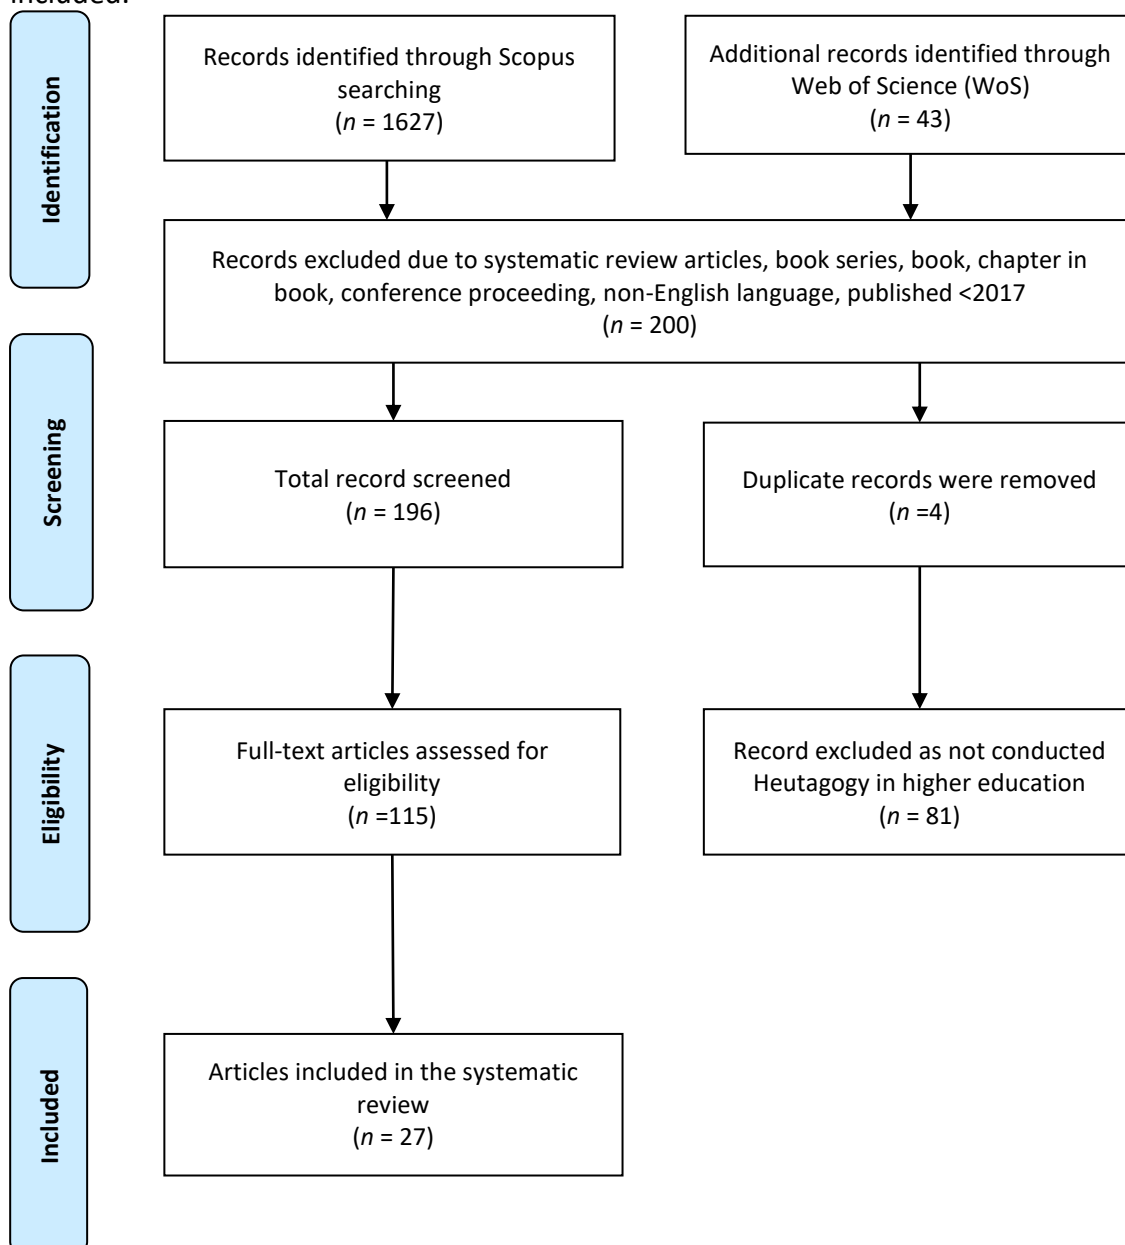 included.
Identification
Records identified through Scopus
searching
(n = 1627)
Additional records identified through
Web of Science (WoS)
(n = 43)
Records excluded due to systematic review articles, book series, book, chapter in
book, conference proceeding, non-English language, published <2017
(n = 200)
Screening
Total record screened
(n = 196)
Duplicate records were removed
(n =4)
Eligibility
Full-text articles assessed for
eligibility
(n =115)
Record excluded as not conducted
Heutagogy in higher education
(n = 81)
Included
Articles included in the systematic
review
(n = 27)